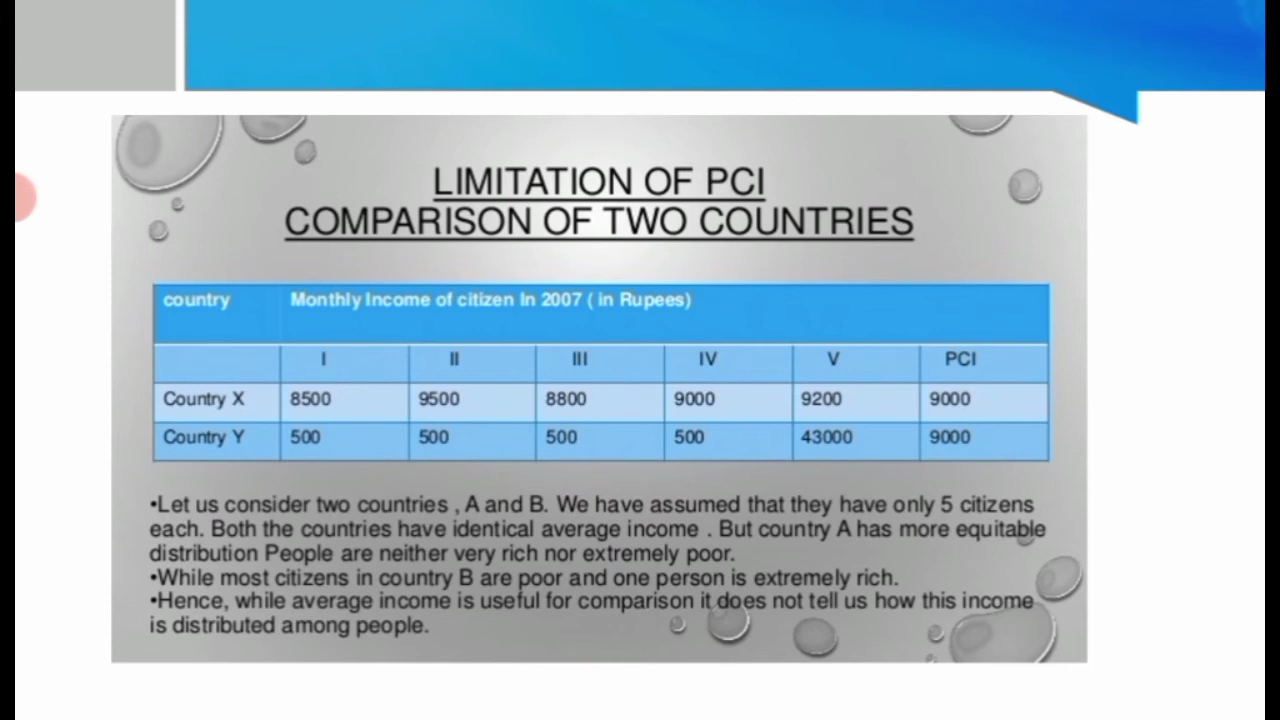 LIMITATION OF PCI
COMPARISON OF TWO COUNTRIES
country Monthly Income of citizen In 2007 ( in Rupees)
I II III IV V PCI
Country X 8500 9500 8800 9000 9200 9000
Country Y 500 500 500 500 43000 9000
•Let us consider two countries , A and B. We have assumed that they have only 5 citizens
each. Both the countries have identical average income . But country A has more equitable
distribution People are neither very rich nor extremely poor.
•While most citizens in country B are poor and one person is extremely rich.
•Hence, while average income is useful for comparison it does not tell us how this income
is distributed among people.